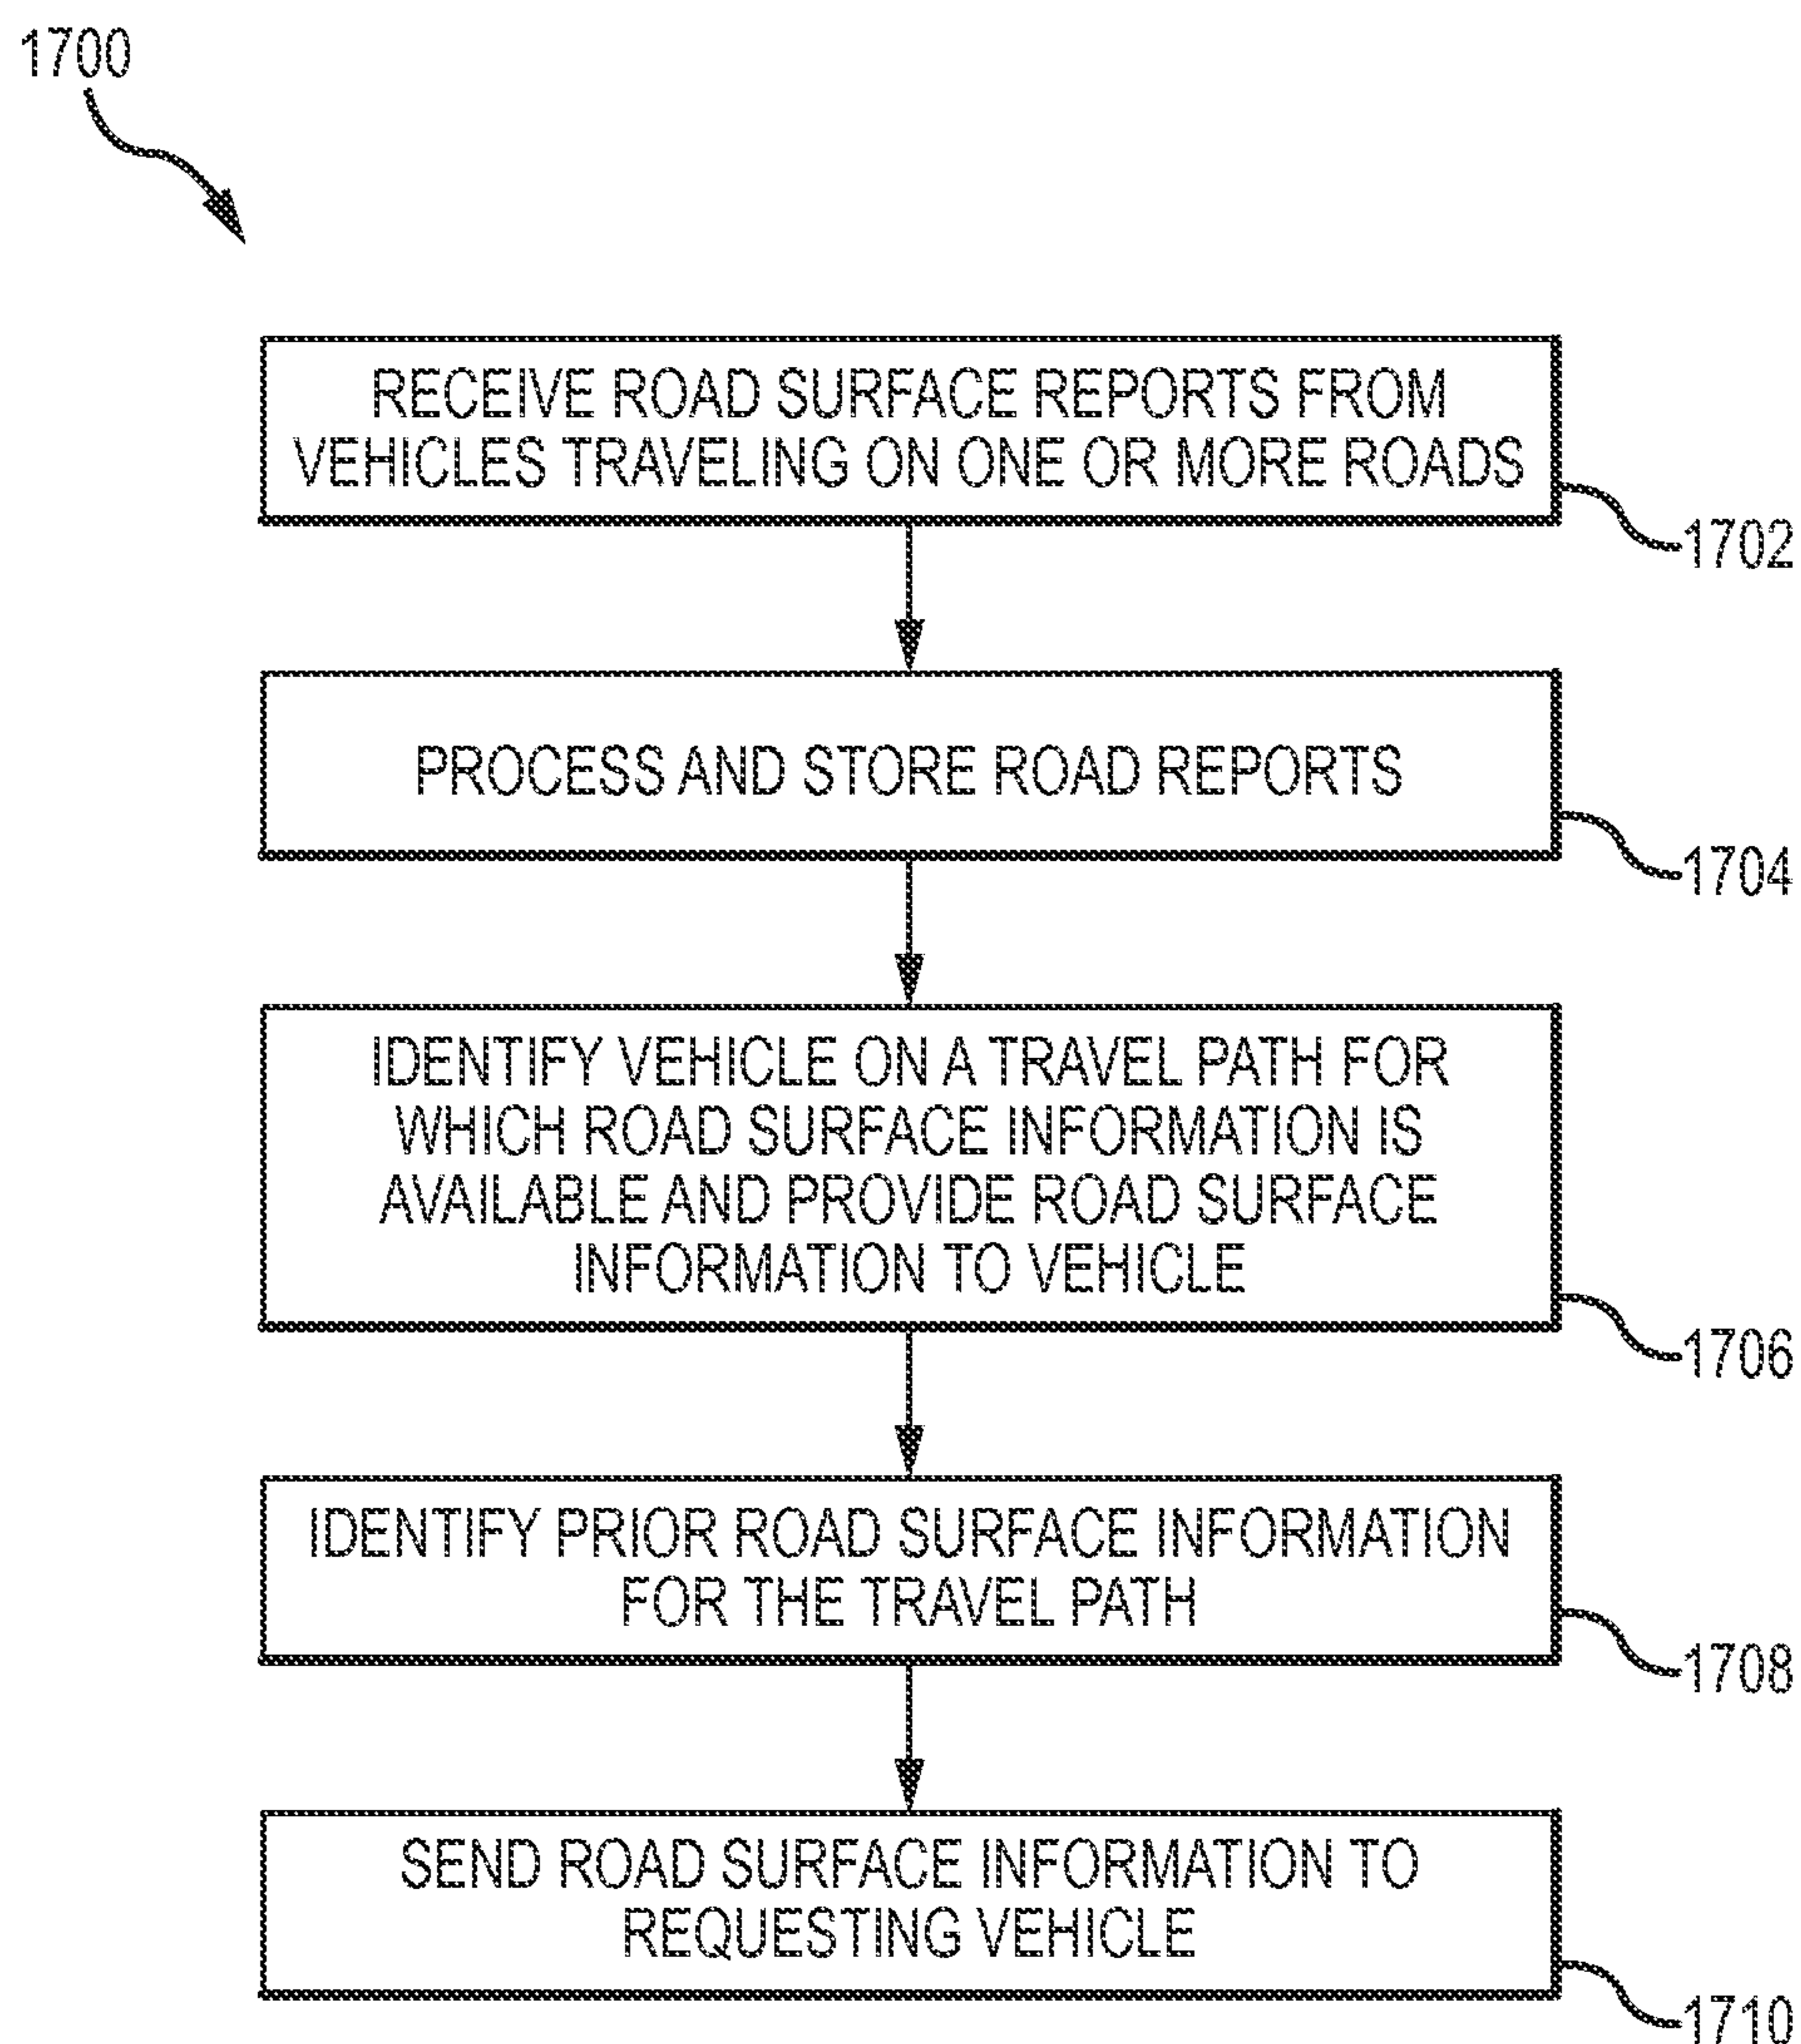 1700
RECEIVE ROAD SURFACE REPORTS FROM
VEHICLES TRAVELING ON ONE OR MORE ROADS
1702
PROCESS AND STORE ROAD REPORTS
1704
IDENTIFY VEHICLE ON A TRAVEL PATH FOR
WHICH ROAD SURFACE INFORMATION IS
AVAILABLE AND PROVIDE ROAD SURFACE
INFORMATION TO VEHICLE
1706
IDENTIFY PRIOR ROAD SURFACE INFORMATION
FOR THE TRAVEL PATH
1708
SEND ROAD SURFACE INFORMATION TO
REQUESTING VEHICLE
1710